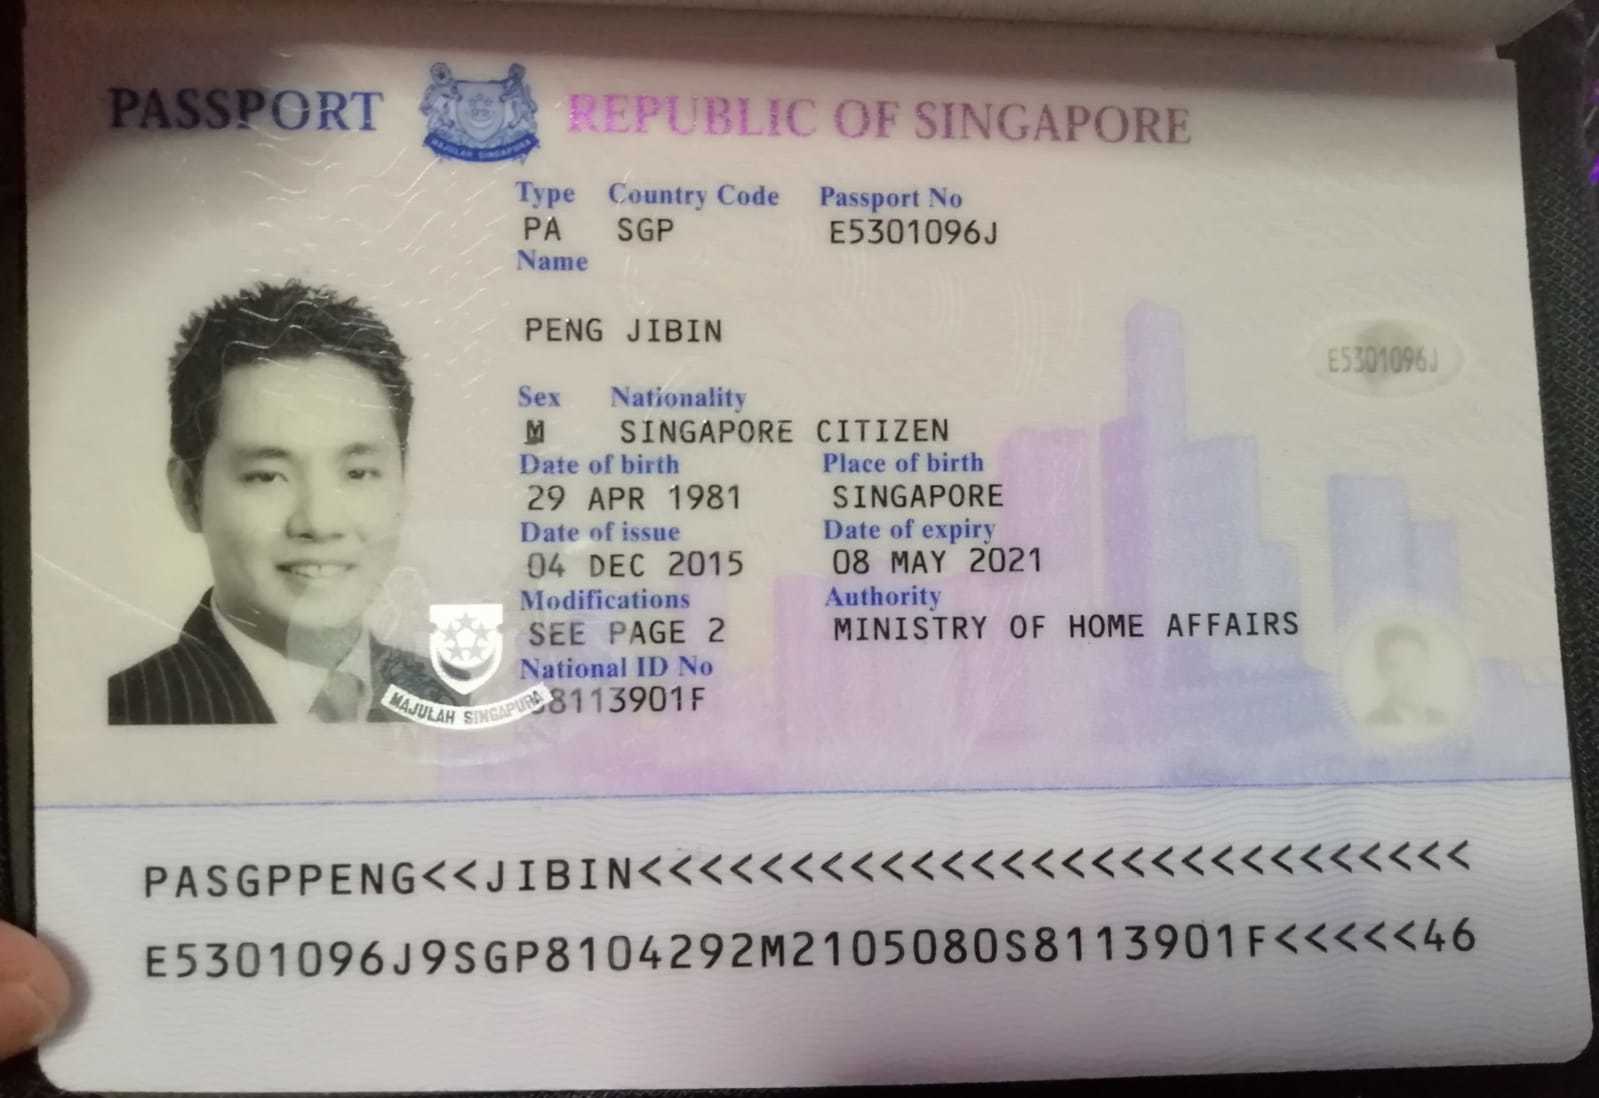 PASSPORT REPUBLIC OF SINGAPORE
MAJULAH SINGAPURA
Type Country Code Passport No
PA SGP E5301096J
Name
PENG JIBIN
E5301096J
Sex Nationality
M SINGAPORE CITIZEN
Date of birth Place of birth
29 APR 1981 SINGAPORE
Date of issue Date of expiry
04 DEC 2015 08 MAY 2021
Modifications Authority
SEE PAGE 2 MINISTRY OF HOME AFFAIRS
National ID No
S8113901F
MAJULAH SINGAPURA
PASGPPENG<<JIBIN<<<<<<<<<<<<<<<<<<<<<<<<<<<<
E5301096J9SGP8104292M2105080S8113901F<<<<<46